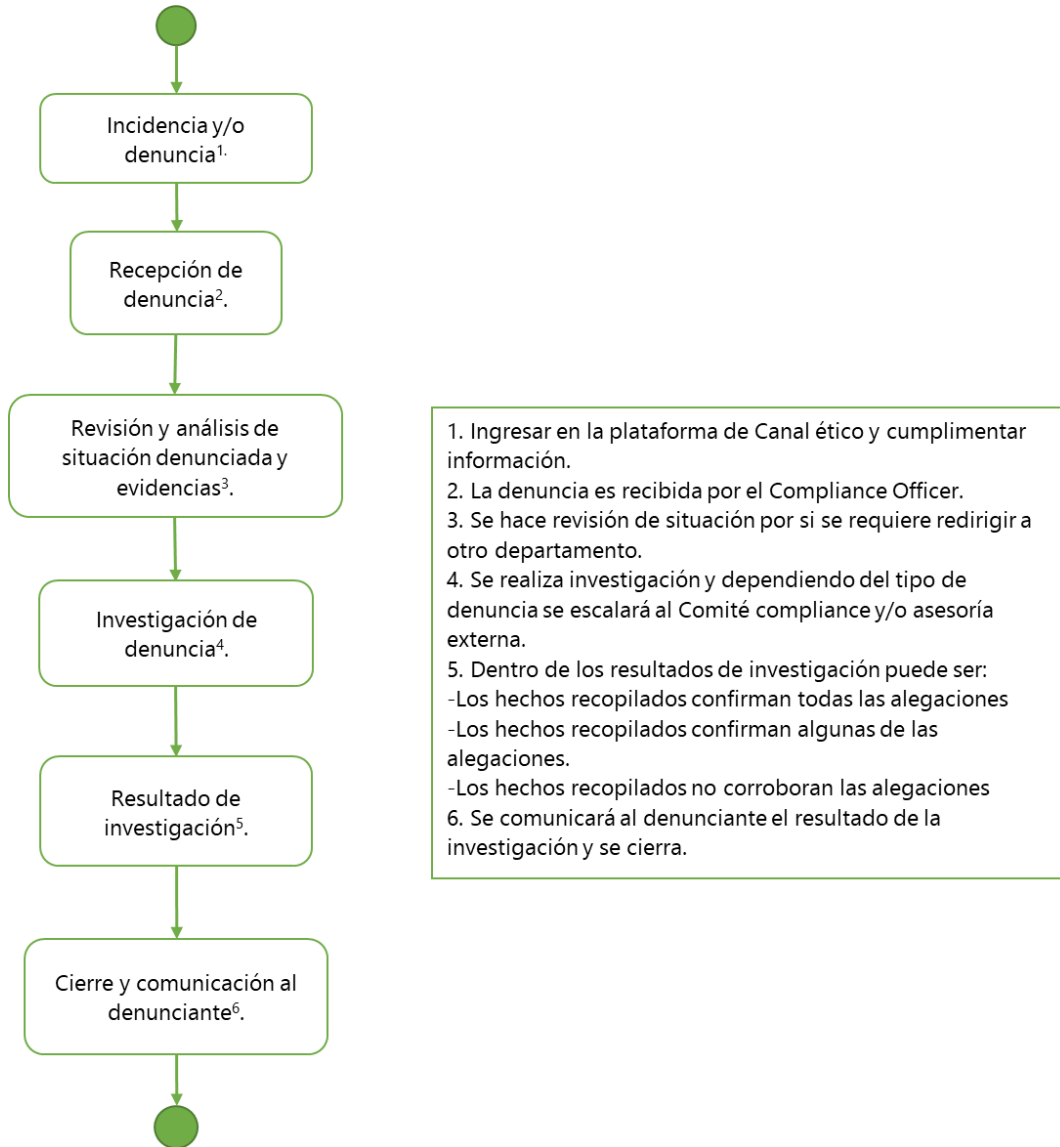 Incidencia y/o
denuncia1.
Recepción de
denuncia2.
Revisión y análisis de
situación denunciada y
evidencias3.
Investigación de
denuncia4.
Resultado de
investigación5.
Cierre y comunicación al
denunciante6.
1. Ingresar en la plataforma de Canal ético y cumplimentar
información.
2. La denuncia es recibida por el Compliance Officer.
3. Se hace revisión de situación por si se requiere redirigir a
otro departamento.
4. Se realiza investigación y dependiendo del tipo de
denuncia se escalará al Comité compliance y/o asesoría
externa.
5. Dentro de los resultados de investigación puede ser:
-Los hechos recopilados confirman todas las alegaciones
-Los hechos recopilados confirman algunas de las
alegaciones.
-Los hechos recopilados no corroboran las alegaciones
6. Se comunicará al denunciante el resultado de la
investigación y se cierra.